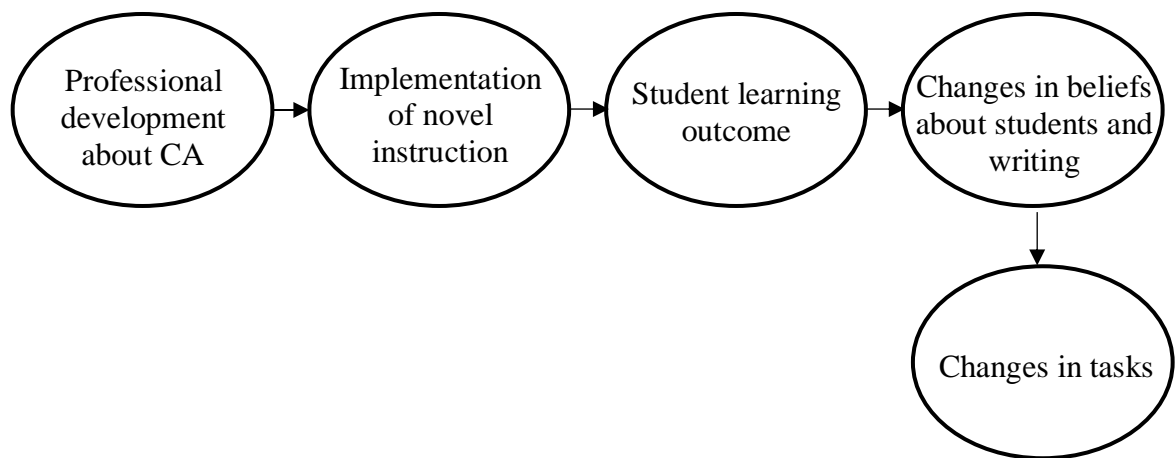 Professional
development
about CA
Implementation
of novel
instruction
Student learning
outcome
Changes in beliefs
about students and
writing
Changes in tasks